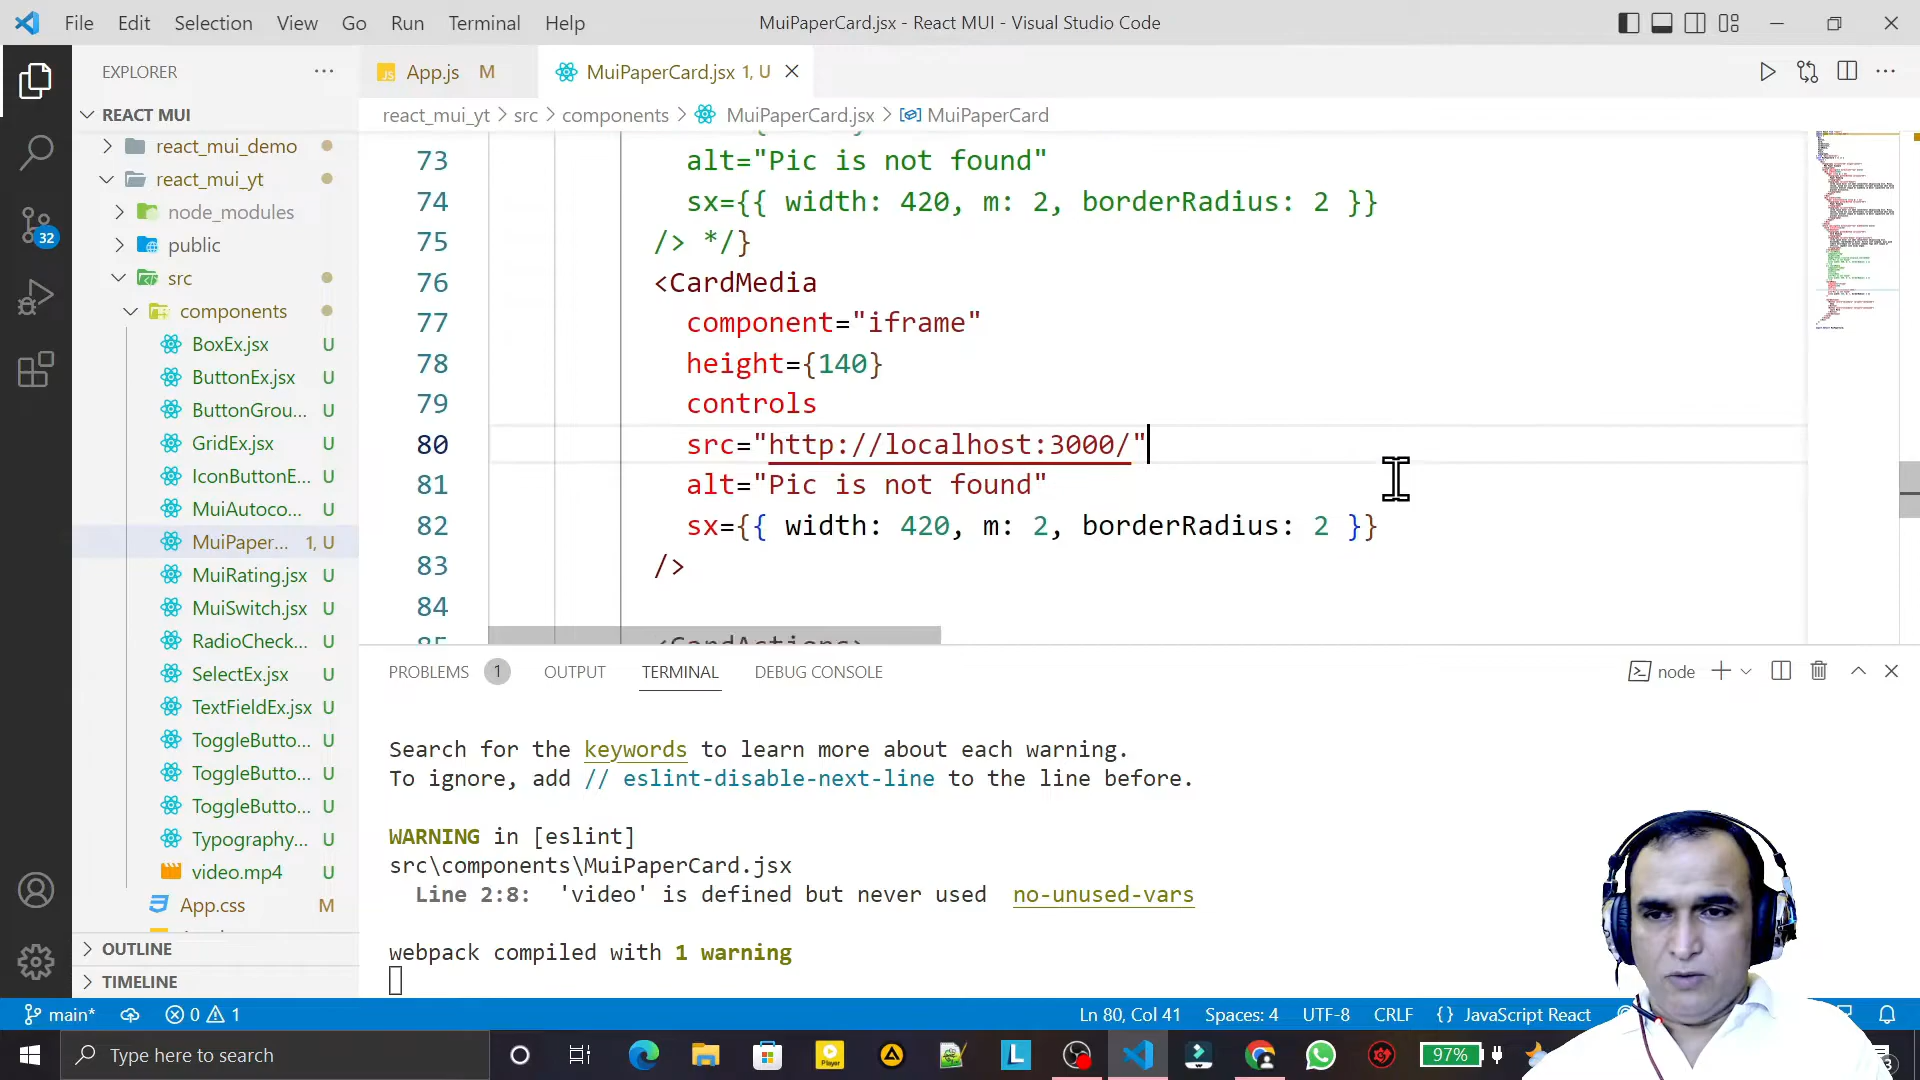 File Edit Selection View Go Run Terminal Help
MuiPaperCard.jsx - React MUI - Visual Studio Code
EXPLORER
App.js M
MuiPaperCard.jsx 1, U
REACT MUI
react_mui_yt > src > components > MuiPaperCard.jsx > MuiPaperCard
react_mui_demo
react_mui_yt
node_modules
public
src
components
BoxEx.jsx U
ButtonEx.jsx U
ButtonGrou... U
GridEx.jsx U
IconButtonE... U
MuiAutoco... U
MuiPaper... 1, U
MuiRating.jsx U
MuiSwitch.jsx U
RadioCheck... U
SelectEx.jsx U
TextFieldEx.jsx U
ToggleButto... U
ToggleButto... U
ToggleButto... U
Typography... U
video.mp4 U
App.css M
OUTLINE
TIMELINE
32
73 alt="Pic is not found"
74 sx={{ width: 420, m: 2, borderRadius: 2 }}
75 /> */}
76 <CardMedia
77 component="iframe"
78 height={140}
79 controls
80 src="http://localhost:3000/"
81 alt="Pic is not found"
82 sx={{ width: 420, m: 2, borderRadius: 2 }}
83 />
84
85 <CardActions>
PROBLEMS 1 OUTPUT TERMINAL DEBUG CONSOLE
node
Search for the keywords to learn more about each warning.
To ignore, add // eslint-disable-next-line to the line before.
WARNING in [eslint]
src\components\MuiPaperCard.jsx
Line 2:8: 'video' is defined but never used no-unused-vars
webpack compiled with 1 warning
main* 0 1
Ln 80, Col 41 Spaces: 4 UTF-8 CRLF {} JavaScript React
Type here to search
Player
L
97%